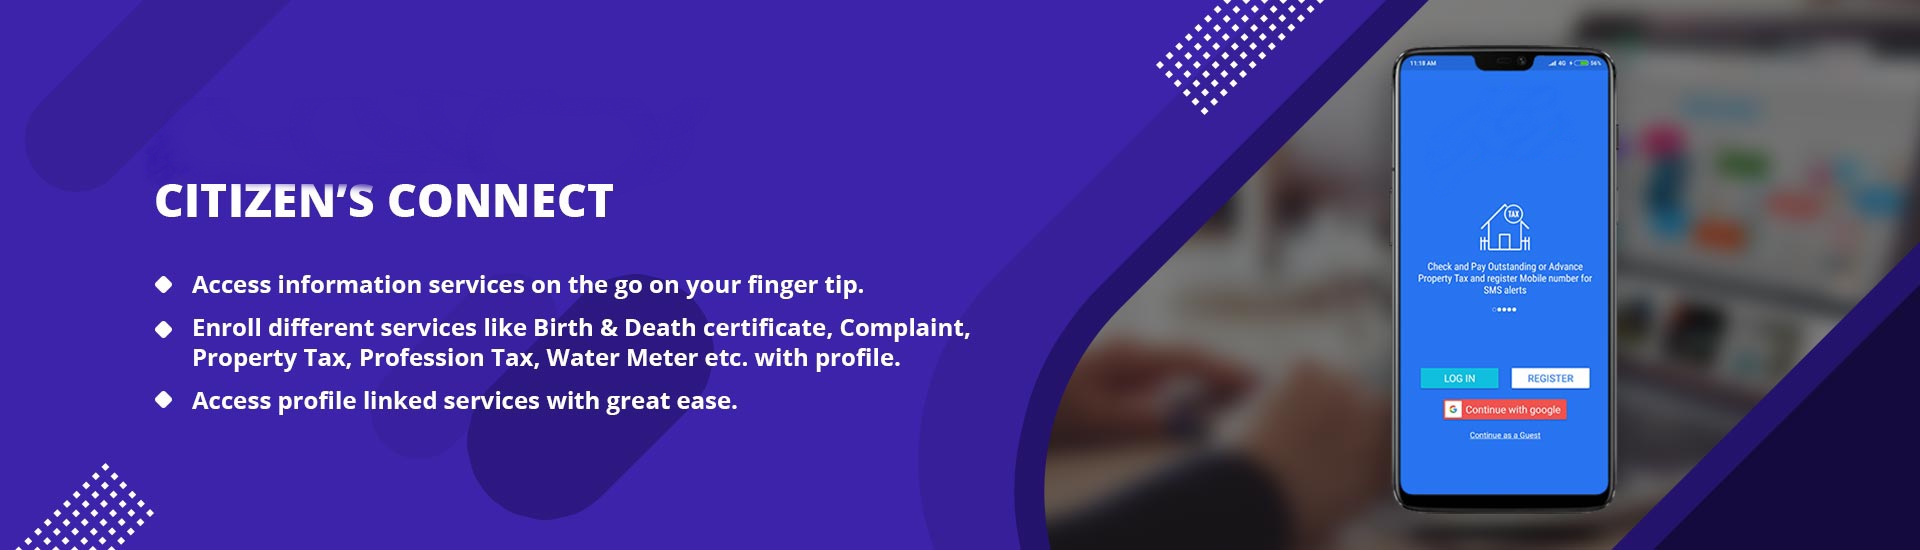 CITIZEN’S CONNECT
Access information services on the go on your finger tip.
Enroll different services like Birth & Death certificate, Complaint,
Property Tax, Profession Tax, Water Meter etc. with profile.
Access profile linked services with great ease.
11:18 AM
4G
56%
TAX
Check and Pay Outstanding or Advance
Property Tax and register Mobile number for
SMS alerts
LOG IN
REGISTER
G Continue with google
Continue as a Guest